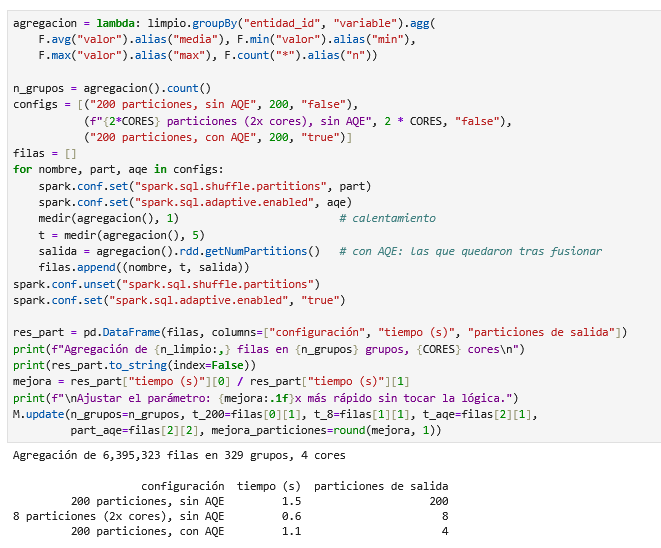 agregacion = lambda: limpio.groupBy("entidad_id", "variable").agg(
    F.avg("valor").alias("media"), F.min("valor").alias("min"),
    F.max("valor").alias("max"), F.count("*").alias("n"))

n_grupos = agregacion().count()
configs = [("200 particiones, sin AQE", 200, "false"),
           (f"{2*CORES} particiones (2x cores), sin AQE", 2 * CORES, "false"),
           ("200 particiones, con AQE", 200, "true")]
filas = []
for nombre, part, aqe in configs:
    spark.conf.set("spark.sql.shuffle.partitions", part)
    spark.conf.set("spark.sql.adaptive.enabled", aqe)
    medir(agregacion(), 1)                        # calentamiento
    t = medir(agregacion(), 5)
    salida = agregacion().rdd.getNumPartitions()   # con AQE: las que quedaron tras fusionar
    filas.append((nombre, t, salida))
spark.conf.unset("spark.sql.shuffle.partitions")
spark.conf.set("spark.sql.adaptive.enabled", "true")

res_part = pd.DataFrame(filas, columns=["configuración", "tiempo (s)", "particiones de salida"])
print(f"Agregación de {n_limpio:,} filas en {n_grupos} grupos, {CORES} cores\n")
print(res_part.to_string(index=False))
mejora = res_part["tiempo (s)"][0] / res_part["tiempo (s)"][1]
print(f"\nAjustar el parámetro: {mejora:.1f}x más rápido sin tocar la lógica.")
M.update(n_grupos=n_grupos, t_200=filas[0][1], t_8=filas[1][1], t_aqe=filas[2][1],
         part_aqe=filas[2][2], mejora_particiones=round(mejora, 1))
Agregación de 6,395,323 filas en 329 grupos, 4 cores

                   configuración  tiempo (s)  particiones de salida
        200 particiones, sin AQE         1.5                    200
8 particiones (2x cores), sin AQE         0.6                      8
        200 particiones, con AQE         1.1                      4